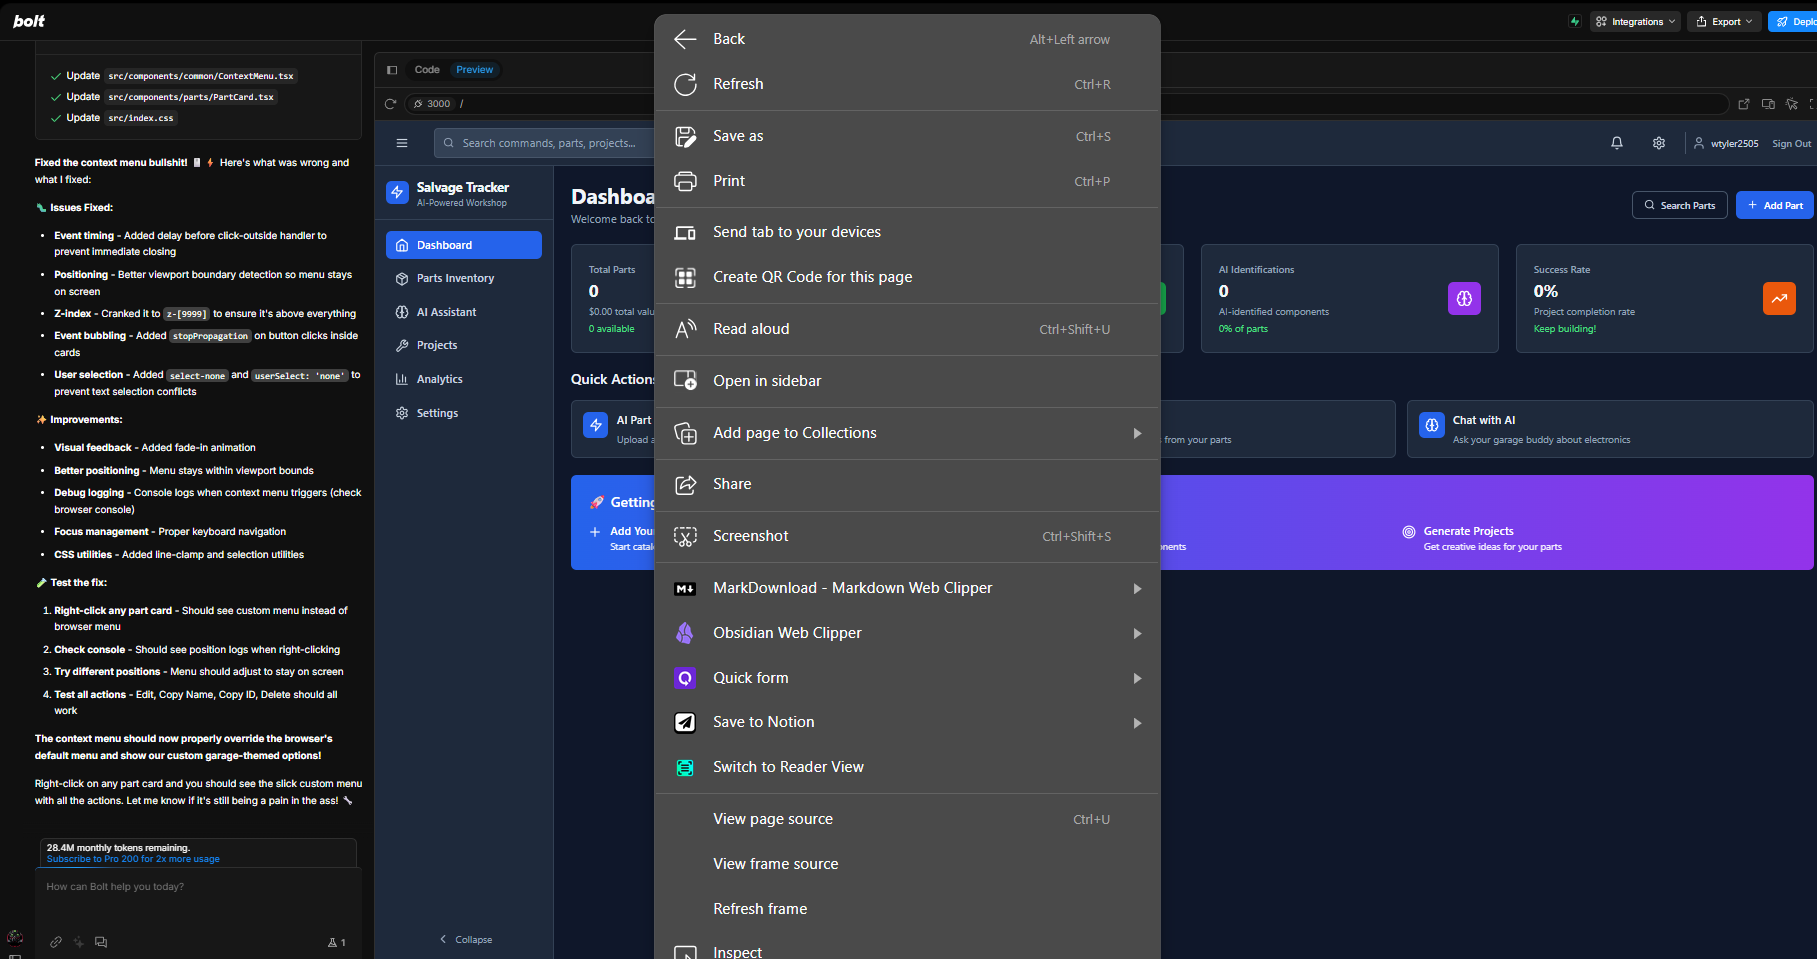 bolt
Integrations
Export
Update src/components/common/ContextMenu.tsx
Update src/components/parts/PartCard.tsx
Update src/index.css
Fixed the context menu bullshit! Here's what was wrong and
what I fixed:
Issues Fixed:
Event timing - Added delay before click-outside handler to
prevent immediate closing
Positioning - Better viewport boundary detection so menu stays
on screen
Z-index - Cranked it to z-[9999] to ensure it's above everything
Event bubbling - Added stopPropagation on button clicks inside
cards
User selection - Added select-none and userSelect: 'none' to
prevent text selection conflicts
Improvements:
Visual feedback - Added fade-in animation
Better positioning - Menu stays within viewport bounds
Debug logging - Console logs when context menu triggers (check
browser console)
Focus management - Proper keyboard navigation
CSS utilities - Added line-clamp and selection utilities
Test the fix:
1. Right-click any part card - Should see custom menu instead of
browser menu
2. Check console - Should see position logs when right-clicking
3. Try different positions - Menu should adjust to stay on screen
4. Test all actions - Edit, Copy Name, Copy ID, Delete should all
work
The context menu should now properly override the browser's
default menu and show our custom garage-themed options!
Right-click on any part card and you should see the slick custom menu
with all the actions. Let me know if it's still being a pain in the ass!
28.4M monthly tokens remaining.
Subscribe to Pro 200 for 2x more usage
How can Bolt help you today?
1
Code
Preview
3000 /
Search commands, parts, projects...
wtyler2505
Sign Out
Salvage Tracker
AI-Powered Workshop
Dashboard
Parts Inventory
AI Assistant
Projects
Analytics
Settings
Collapse
Welcome back to
Search Parts
Add Part
Total Parts
0
$0.00 total
0 available
AI Identifications
0
AI-identified components
0% of parts
Success Rate
0%
Project completion rate
Keep building!
Quick Actions
AI Part
Upload
from your parts
Chat with AI
Ask your garage buddy about electronics
Getting
Add Your
Start
Generate Projects
Get creative ideas for your parts
Back Alt+Left arrow
Refresh Ctrl+R
Save as Ctrl+S
Print Ctrl+P
Send tab to your devices
Create QR Code for this page
Read aloud Ctrl+Shift+U
Open in sidebar
Add page to Collections
Share
Screenshot Ctrl+Shift+S
MarkDownload - Markdown Web Clipper
Obsidian Web Clipper
Quick form
Save to Notion
Switch to Reader View
View page source Ctrl+U
View frame source
Refresh frame
Inspect